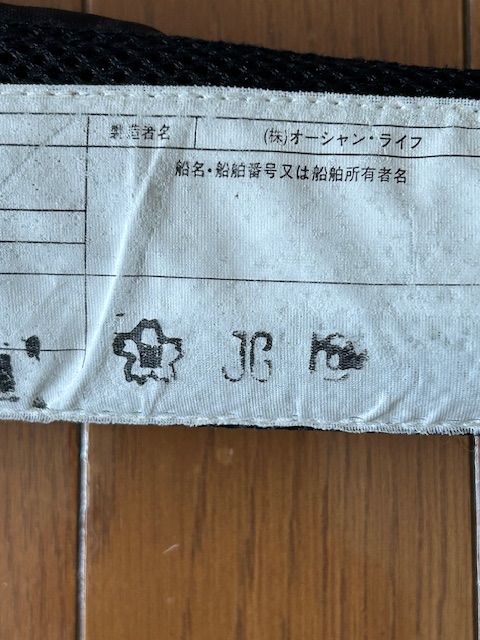 製造者名 (株)オーシャン・ライフ
船名・船舶番号又は船舶所有者名